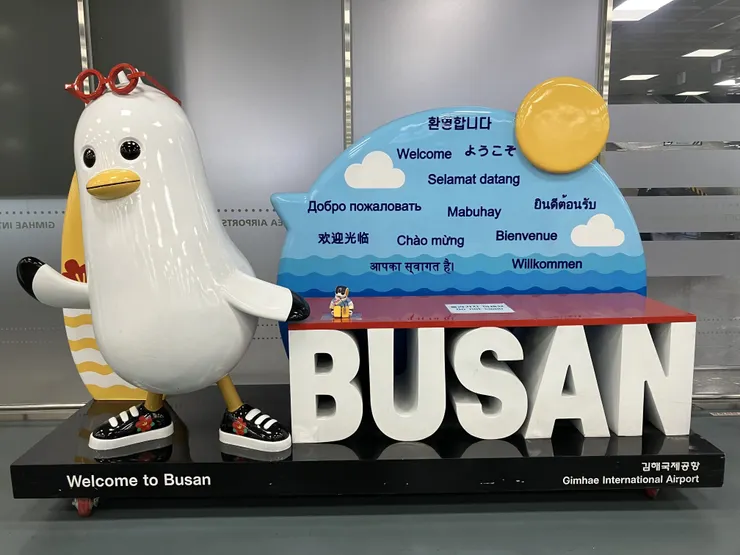 환영합니다
Welcome ようこそ
Selamat datang
Добро пожаловать Mabuhay ยินดีต้อนรับ
欢迎光临 Chào mừng Bienvenue
आपका स्वागत है। Willkommen
BUSAN
Welcome to Busan
김해국제공항
Gimhae International Airport